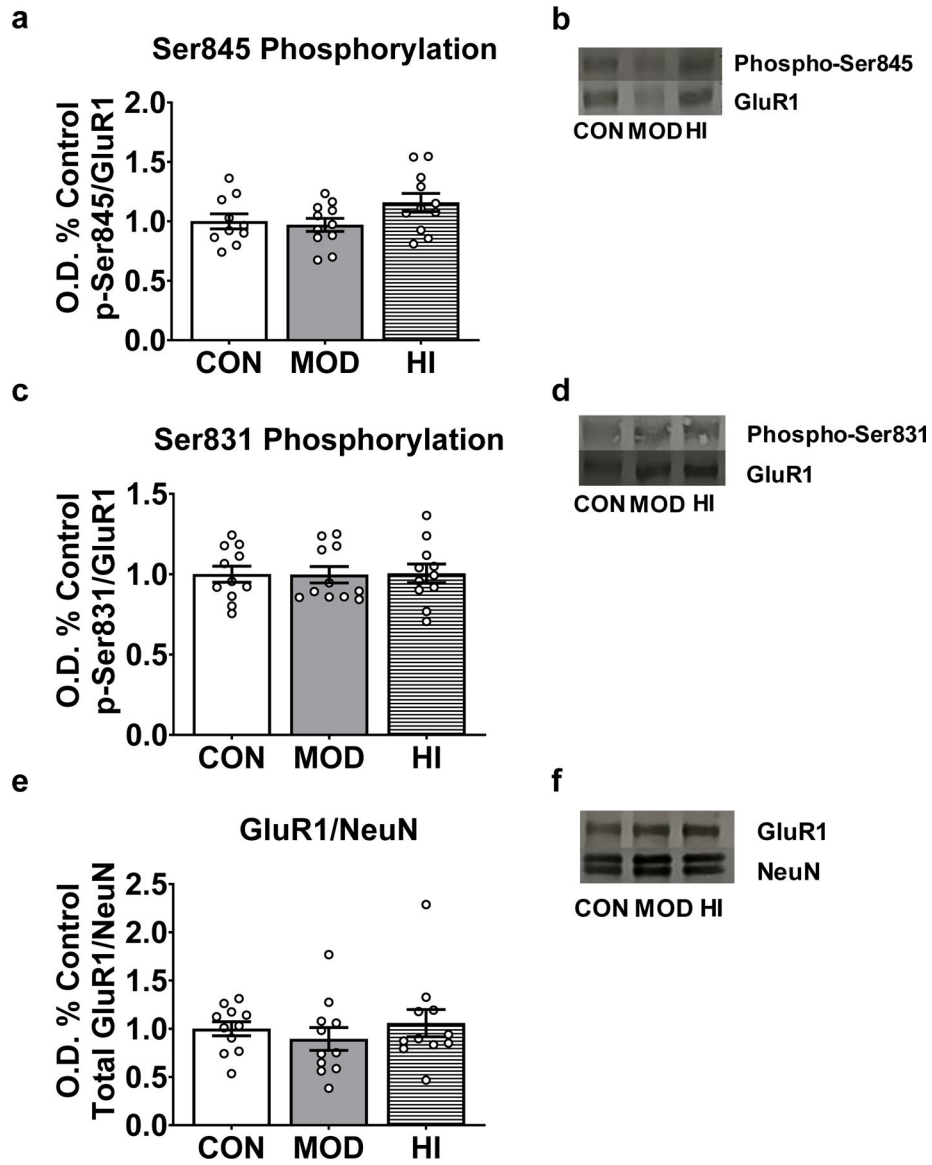 a
Ser845 Phosphorylation
O.D. % Control
p-Ser845/GluR1
2.0
1.5
1.0
0.5
0.0
CON MOD HI
b
Phospho-Ser845
GluR1
CON MOD HI
c
Ser831 Phosphorylation
O.D. % Control
p-Ser831/GluR1
1.5
1.0
0.5
0.0
CON MOD HI
d
Phospho-Ser831
GluR1
CON MOD HI
e
GluR1/NeuN
O.D. % Control
Total GluR1/NeuN
2.5
2.0
1.5
1.0
0.5
0.0
CON MOD HI
f
GluR1
NeuN
CON MOD HI